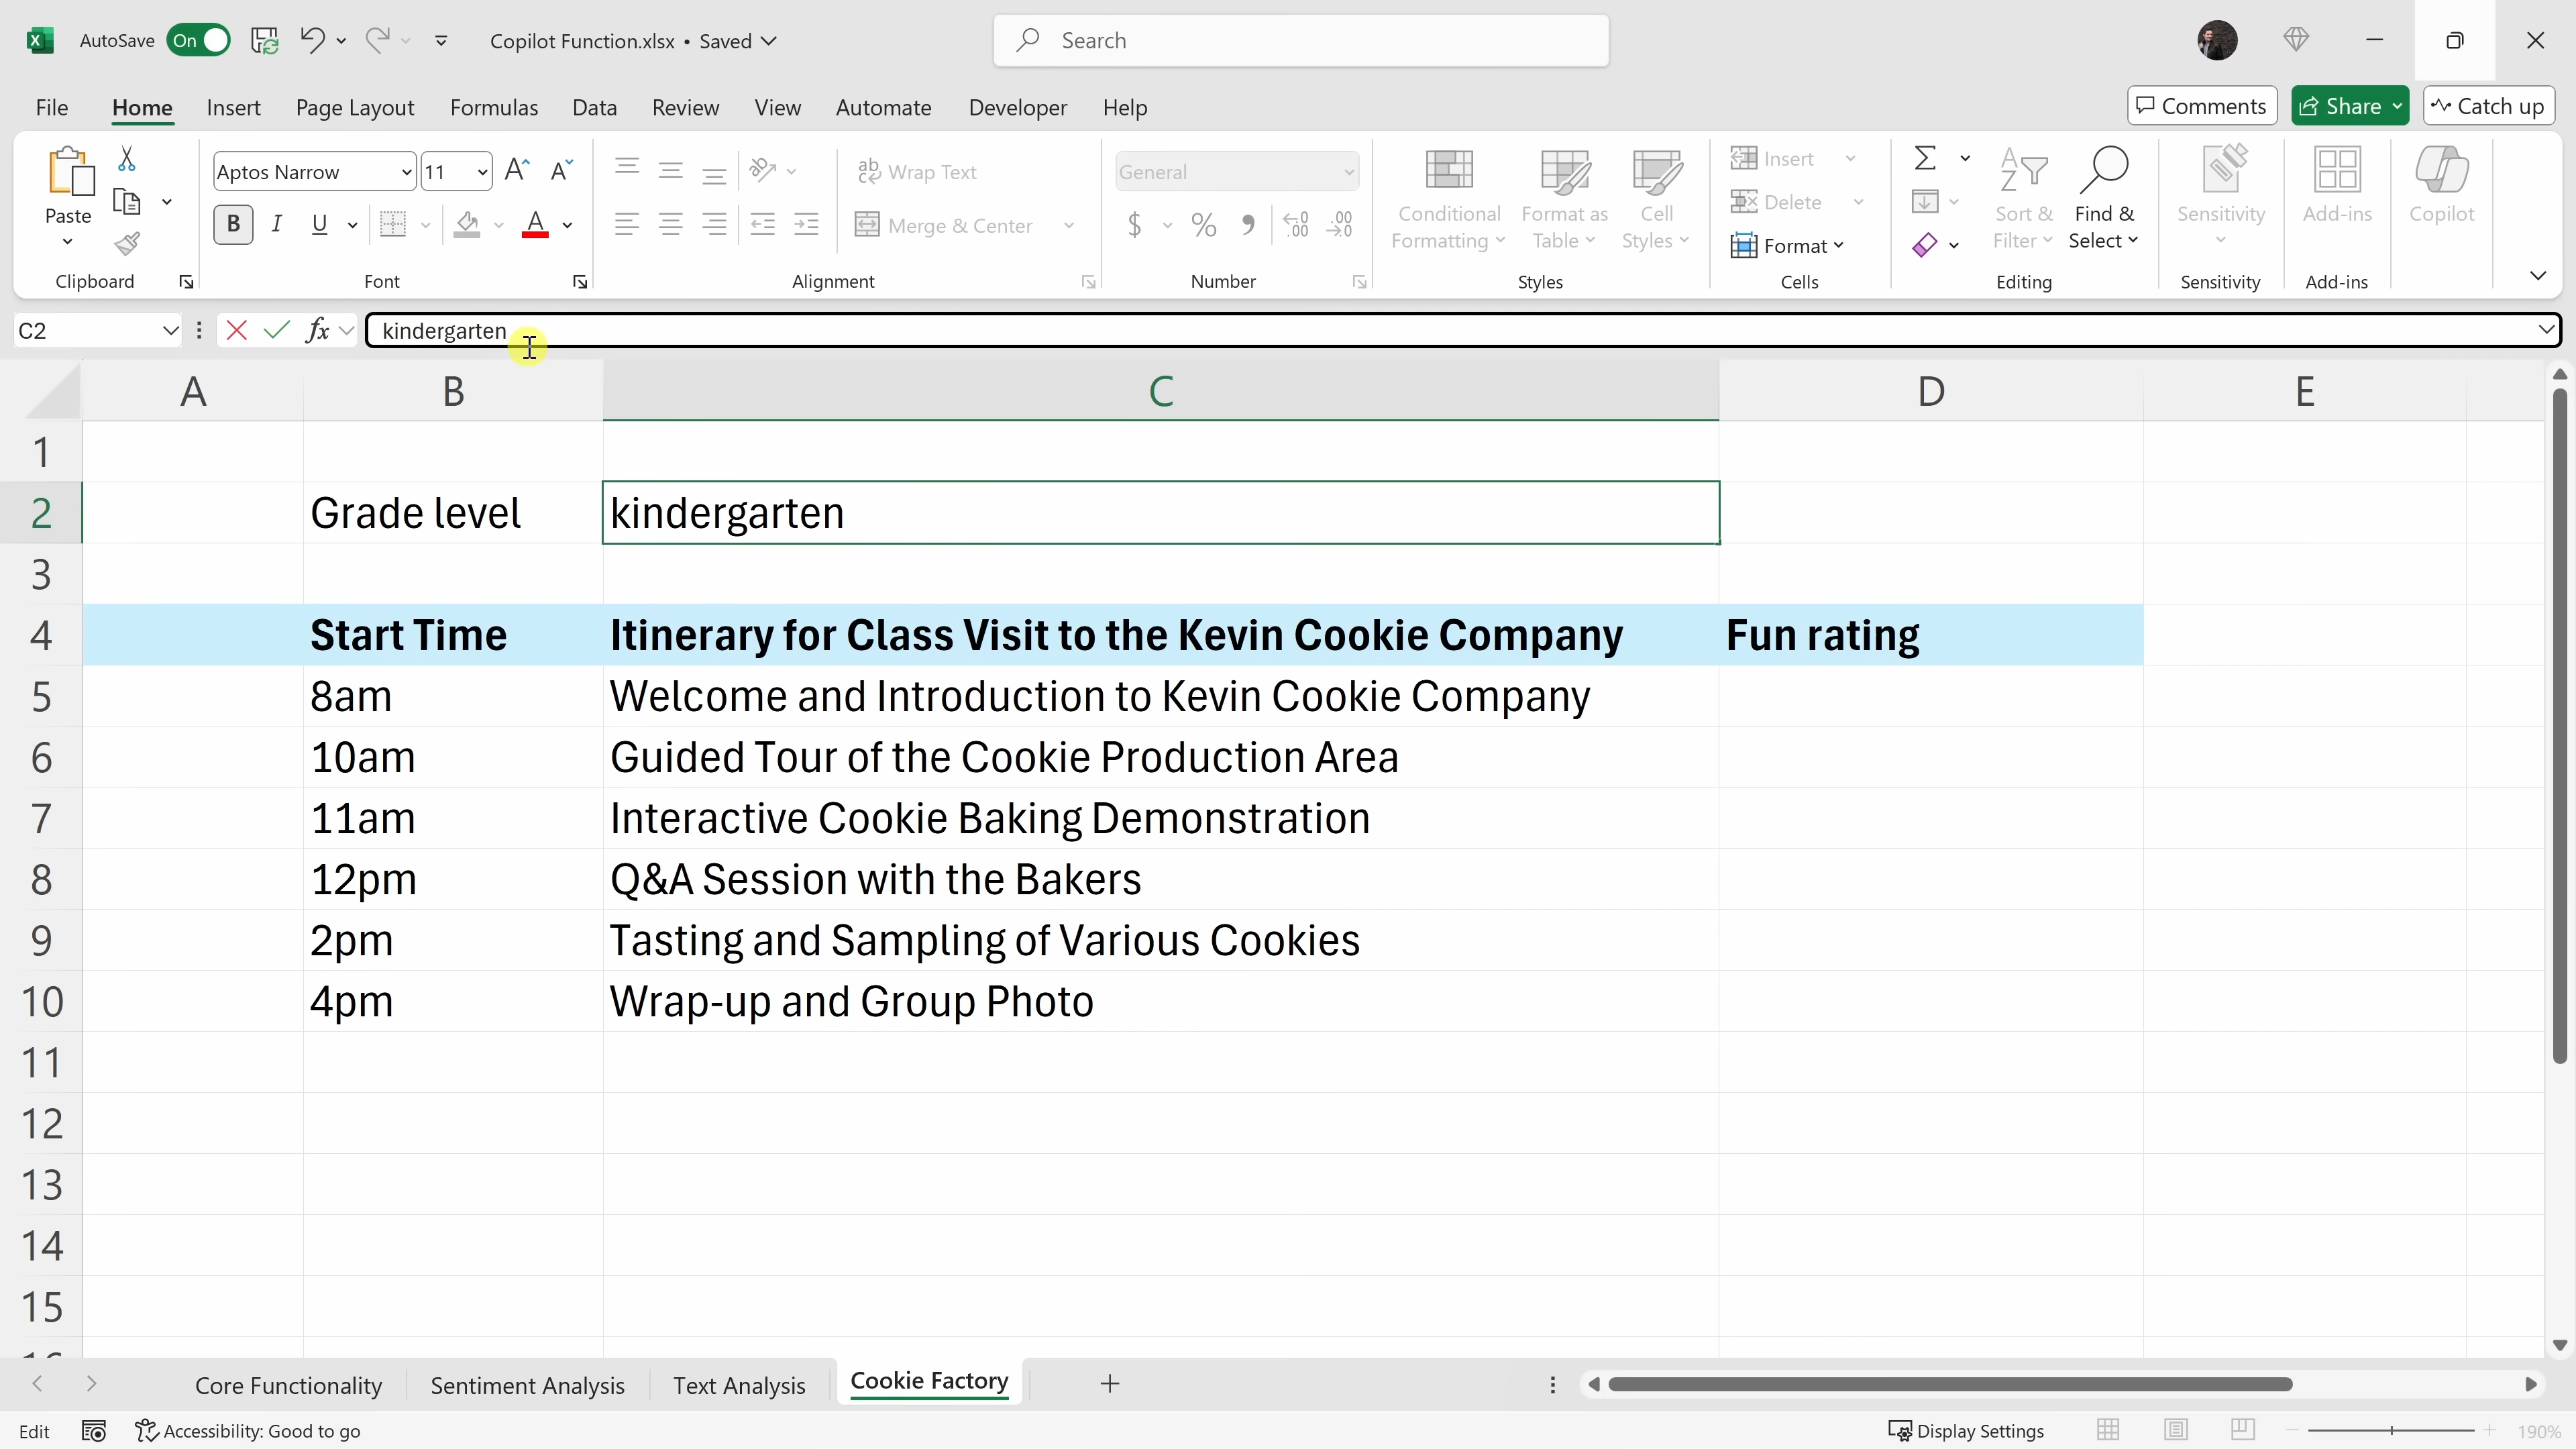 AutoSave On Copilot Function.xlsx • Saved Search
File Home Insert Page Layout Formulas Data Review View Automate Developer Help Comments Share Catch up
Paste
Clipboard
Aptos Narrow 11
B I U A
Font
Wrap Text
Merge & Center
Alignment
General
$ % 9 .00 .00
Number
Conditional Formatting
Format as Table
Cell Styles
Styles
Insert
Delete
Format
Cells
Sort & Filter
Find & Select
Editing
Sensitivity
Sensitivity
Add-ins
Add-ins
Copilot
C2 fx kindergarten
A B C D E
1
2 Grade level kindergarten
3
4 Start Time Itinerary for Class Visit to the Kevin Cookie Company Fun rating
5 8am Welcome and Introduction to Kevin Cookie Company
6 10am Guided Tour of the Cookie Production Area
7 11am Interactive Cookie Baking Demonstration
8 12pm Q&A Session with the Bakers
9 2pm Tasting and Sampling of Various Cookies
10 4pm Wrap-up and Group Photo
11
12
13
14
15
Core Functionality Sentiment Analysis Text Analysis Cookie Factory
Edit Accessibility: Good to go Display Settings 190%